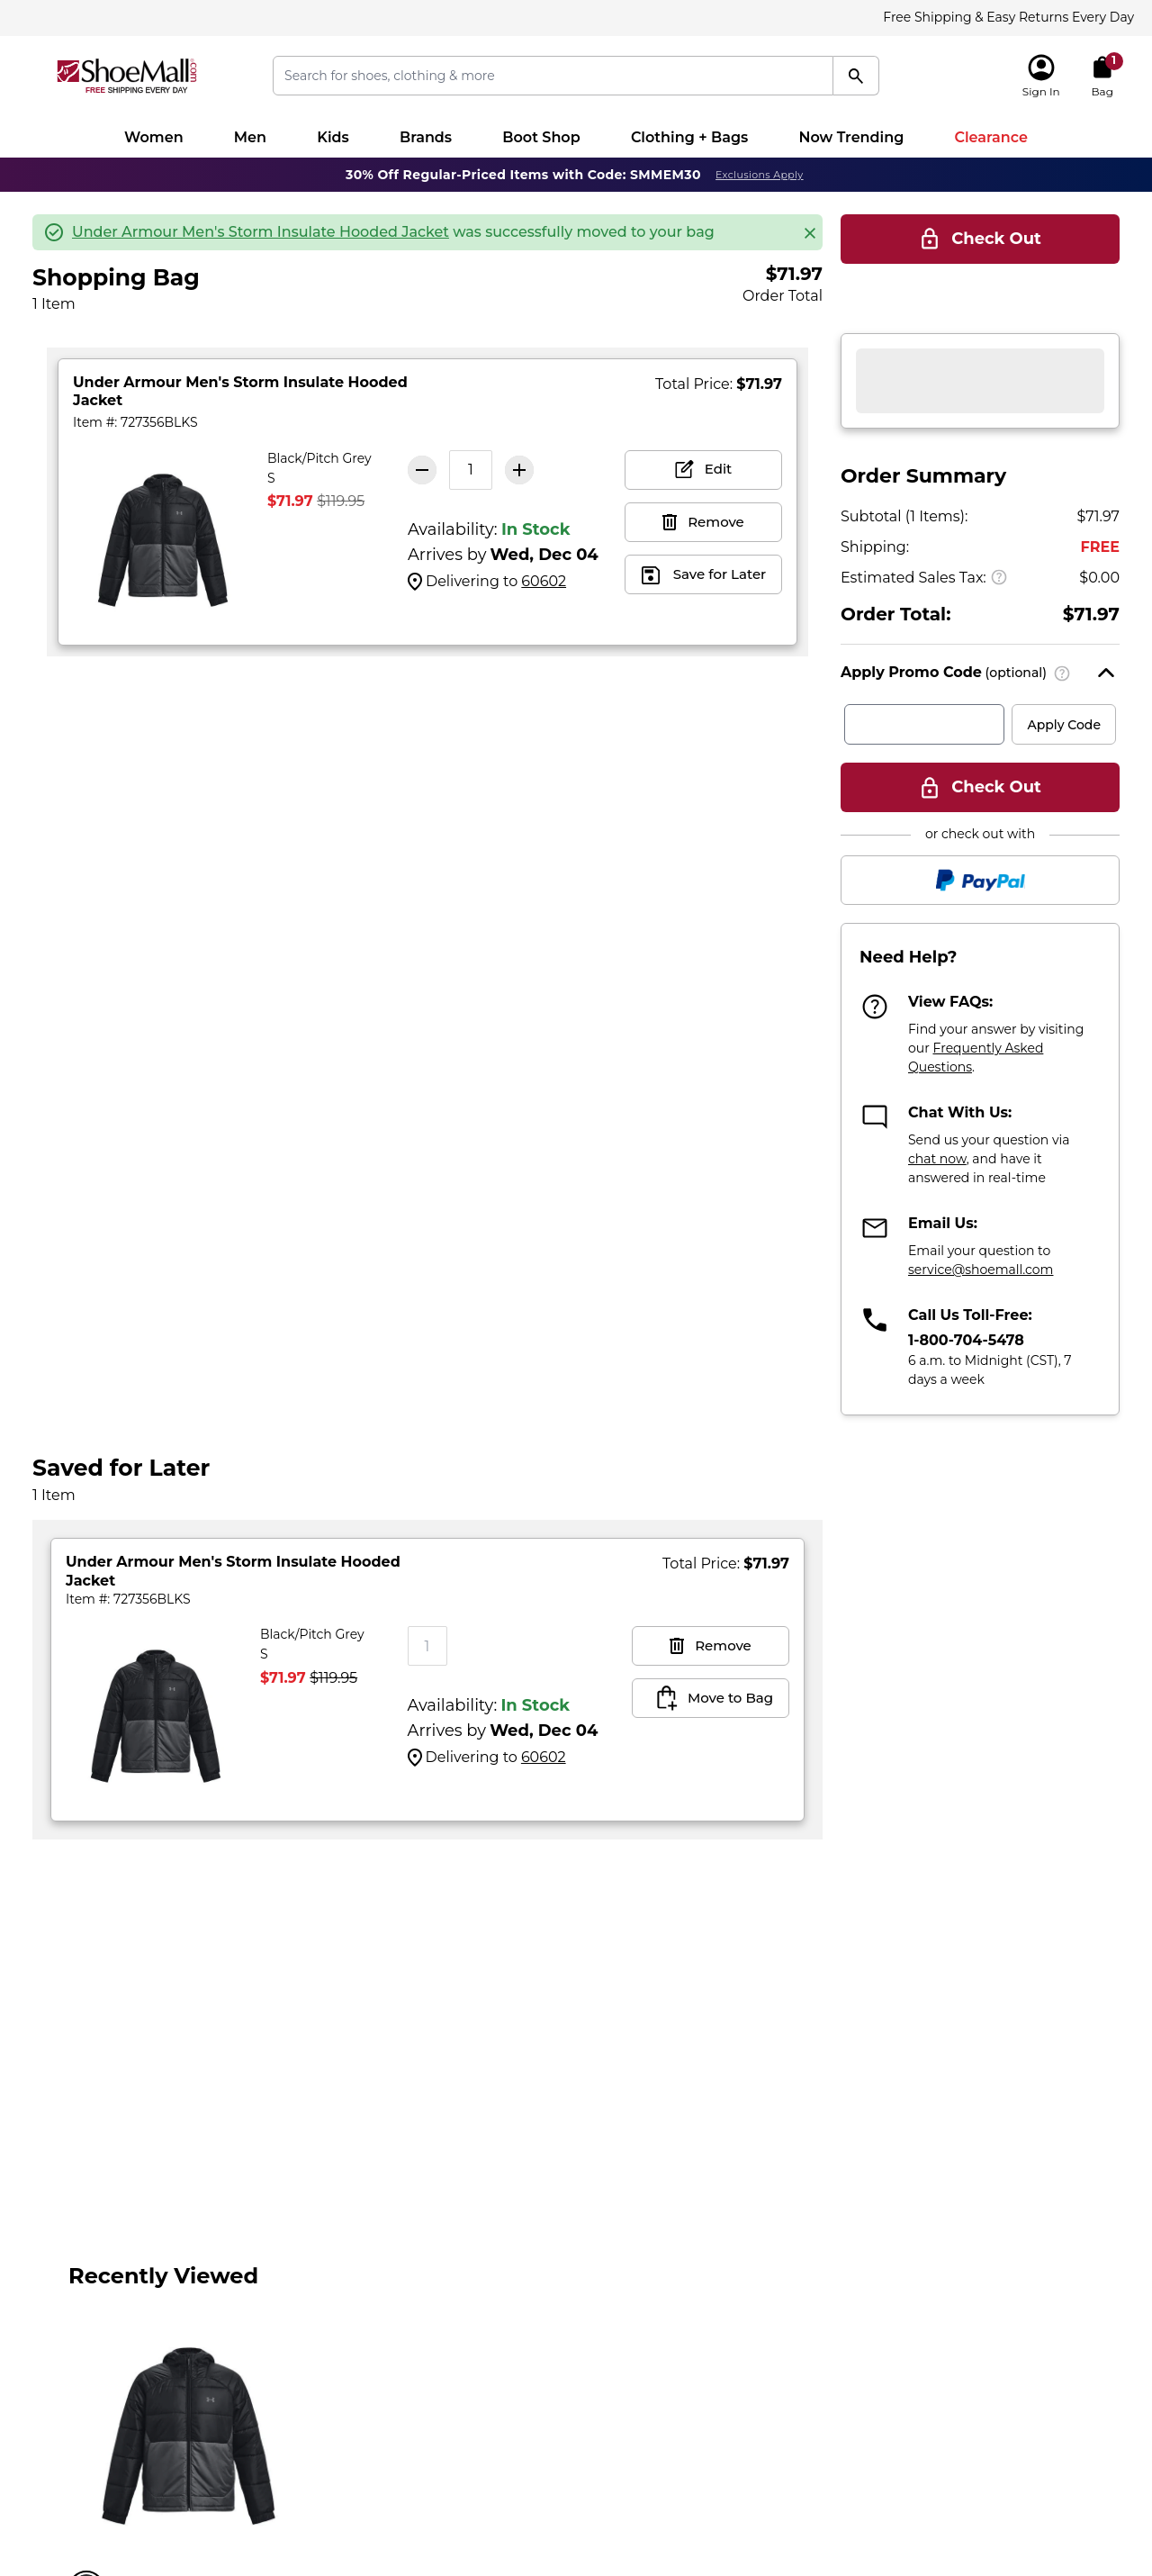 Free Shipping & Easy Returns Every Day
ShoeMall.com
FREE SHIPPING EVERY DAY
Search for shoes, clothing & more
Sign In
1
Bag
Women Men Kids Brands Boot Shop Clothing + Bags Now Trending Clearance
30% Off Regular-Priced Items with Code: SMMEM30 Exclusions Apply
Under Armour Men's Storm Insulate Hooded Jacket was successfully moved to your bag
Check Out
Shopping Bag
1 Item
$71.97
Order Total
Under Armour Men's Storm Insulate Hooded
Jacket
Item #: 727356BLKS
Total Price: $71.97
Black/Pitch Grey
S
$71.97 $119.95
1
Availability: In Stock
Arrives by Wed, Dec 04
Delivering to 60602
Edit
Remove
Save for Later
Order Summary
Subtotal (1 Items): $71.97
Shipping: FREE
Estimated Sales Tax: $0.00
Order Total: $71.97
Apply Promo Code (optional)
Apply Code
Check Out
or check out with
PayPal
Need Help?
View FAQs:
Find your answer by visiting
our Frequently Asked
Questions.
Chat With Us:
Send us your question via
chat now, and have it
answered in real-time
Email Us:
Email your question to
service@shoemall.com
Call Us Toll-Free:
1-800-704-5478
6 a.m. to Midnight (CST), 7
days a week
Saved for Later
1 Item
Under Armour Men's Storm Insulate Hooded
Jacket
Item #: 727356BLKS
Total Price: $71.97
Black/Pitch Grey
S
$71.97 $119.95
1
Availability: In Stock
Arrives by Wed, Dec 04
Delivering to 60602
Remove
Move to Bag
Recently Viewed